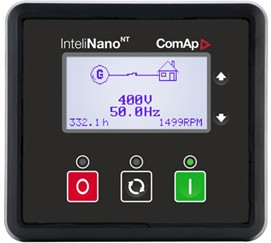 InteliNano NT ComAp
G
400V
50.0Hz
332.1h 1499RPM
O I